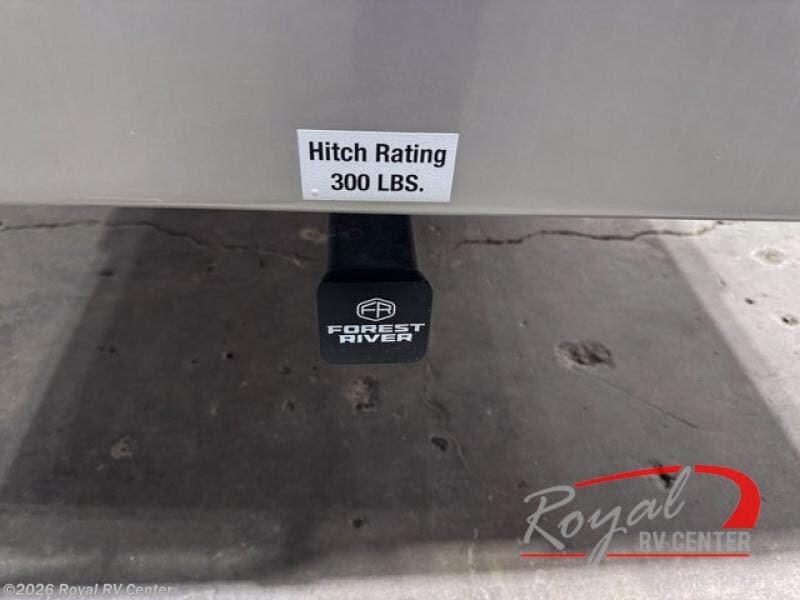 Hitch Rating
300 LBS.
FR
FOREST
RIVER
Royal
RV-CENTER
©2026 Royal RV Center